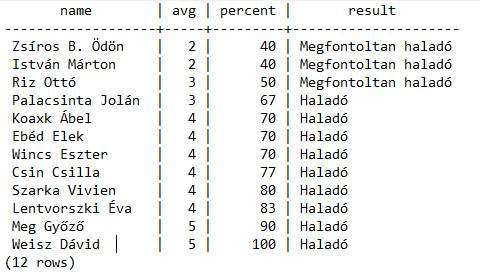 name | avg | percent | result
-------------------+-----+---------+---------------------
Zsíros B. Ödön | 2 | 40 | Megfontoltan haladó
István Márton | 2 | 40 | Megfontoltan haladó
Riz Ottó | 3 | 50 | Megfontoltan haladó
Palacsinta Jolán | 3 | 67 | Haladó
Koaxk Ábel | 4 | 70 | Haladó
Ebéd Elek | 4 | 70 | Haladó
Wincs Eszter | 4 | 70 | Haladó
Csin Csilla | 4 | 77 | Haladó
Szarka Vivien | 4 | 80 | Haladó
Lentvorszki Éva | 4 | 83 | Haladó
Meg Győző | 5 | 90 | Haladó
Weisz Dávid | 5 | 100 | Haladó
(12 rows)